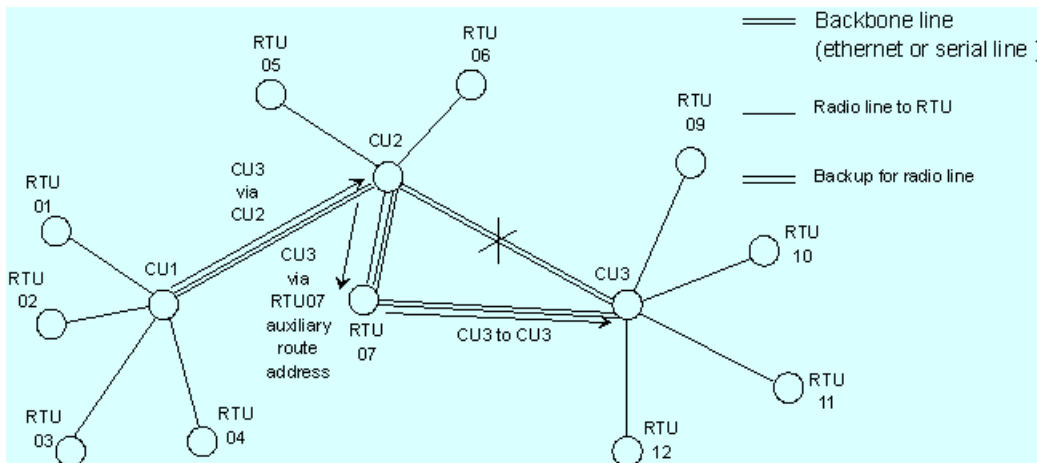 RTU
05
RTU
06
Backbone line
(ethernet or serial line )
RTU
09
Radio line to RTU
CU2
CU3
via
CU2
Backup for radio line
RTU
01
CU1
CU3
via
RTU07
auxiliary
route
address
RTU
10
CU3
RTU
02
RTU
07
CU3 to CU3
RTU
11
RTU
03
RTU
04
RTU
12